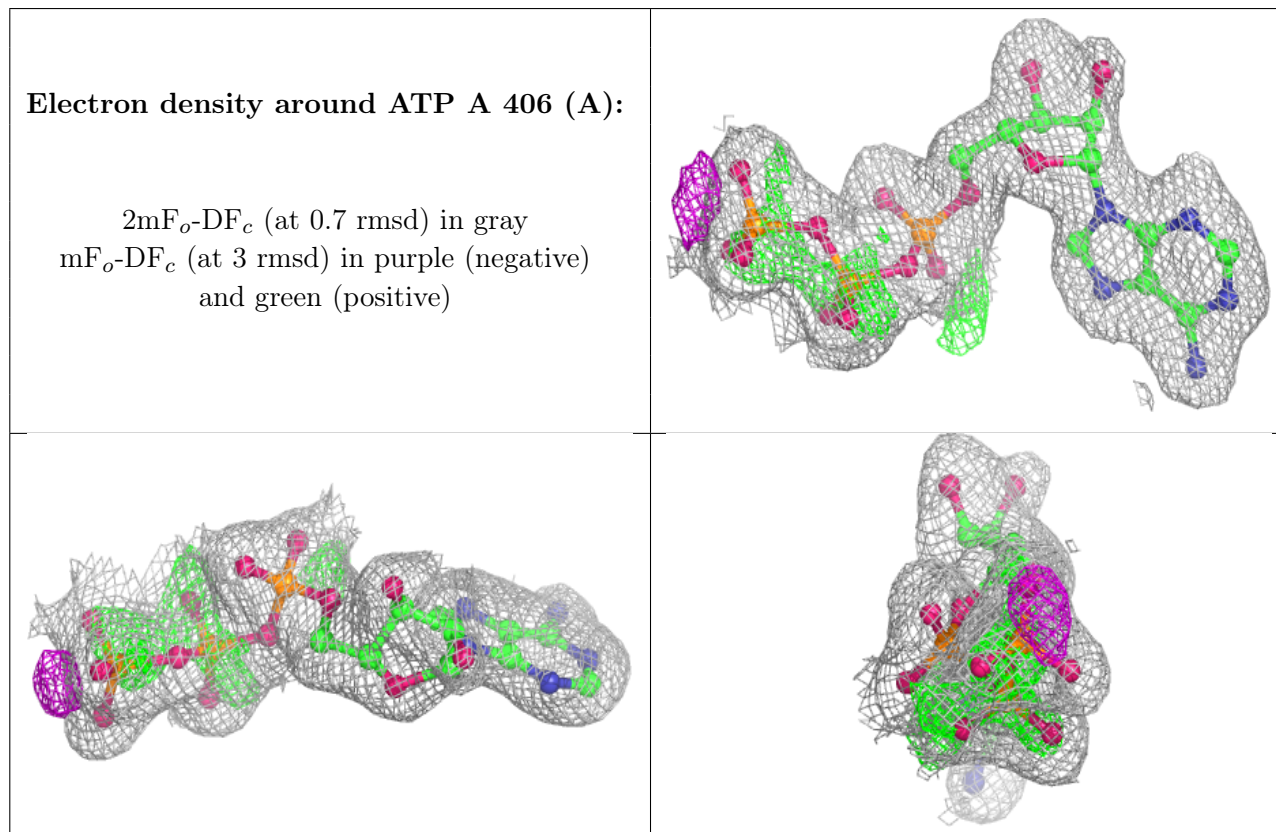 Electron density around ATP A 406 (A):
2mFₒ-DF𝒸 (at 0.7 rmsd) in gray
mFₒ-DF𝒸 (at 3 rmsd) in purple (negative)
and green (positive)